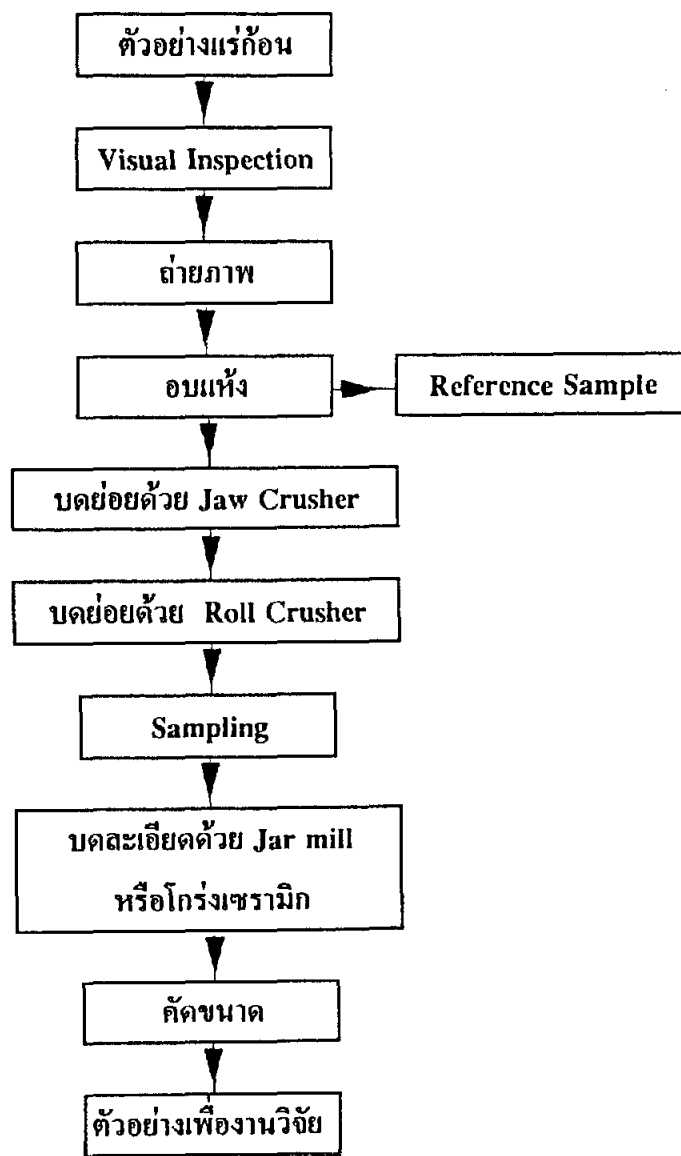 ตัวอย่างแร่ก้อน
Visual Inspection
ถ่ายภาพ
อบแห้ง
Reference Sample
บดย่อยด้วย Jaw Crusher
บดย่อยด้วย Roll Crusher
Sampling
บดละเอียดด้วย Jar mill
หรือโกร่งเซรามิก
คัดขนาด
ตัวอย่างเพื่องานวิจัย